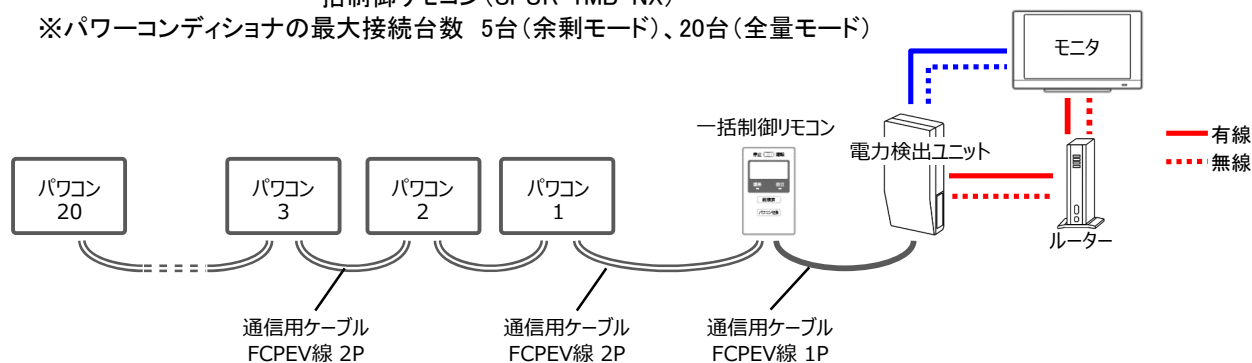 ※パワーコンディショナの最大接続台数 5台(余剰モード)、20台(全量モード)
モニタ
一括制御リモコン
電力検出ユニット
有線
無線
パワコン
20
パワコン
3
パワコン
2
パワコン
1
ルーター
通信用ケーブル
FCPEV線 2P
通信用ケーブル
FCPEV線 2P
通信用ケーブル
FCPEV線 1P